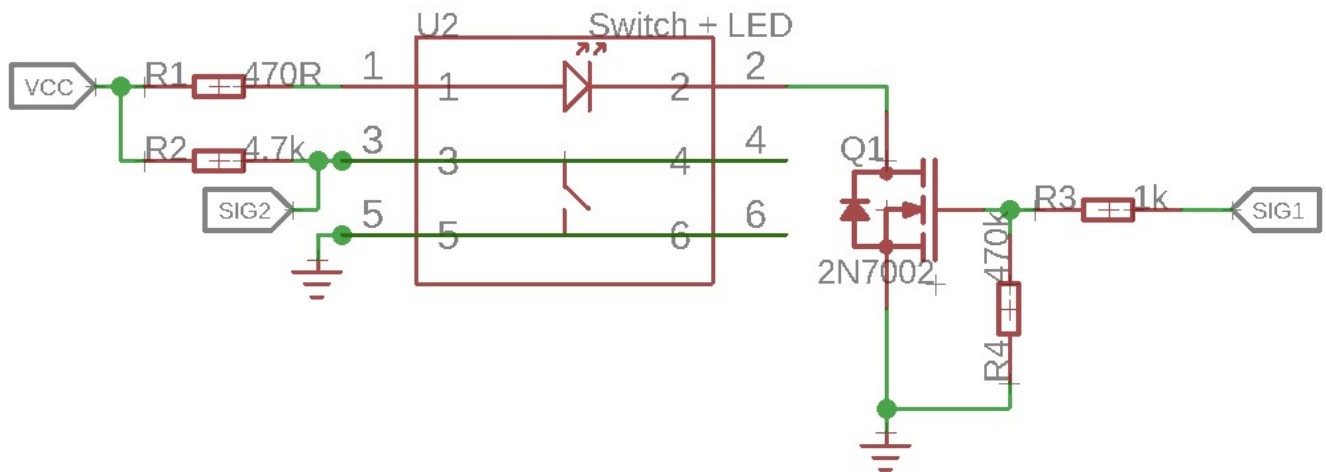 U2
Switch + LED
VCC
R1
470R
1
1
2
2
R2
4.7k
3
3
4
4
SIG2
5
5
6
6
Q1
2N7002
R3
1k
SIG1
470k
R4